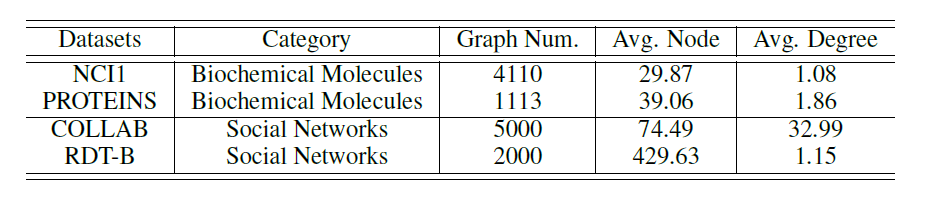 Datasets Category Graph Num. Avg. Node Avg. Degree
NCI1 Biochemical Molecules 4110 29.87 1.08
PROTEINS Biochemical Molecules 1113 39.06 1.86
COLLAB Social Networks 5000 74.49 32.99
RDT-B Social Networks 2000 429.63 1.15